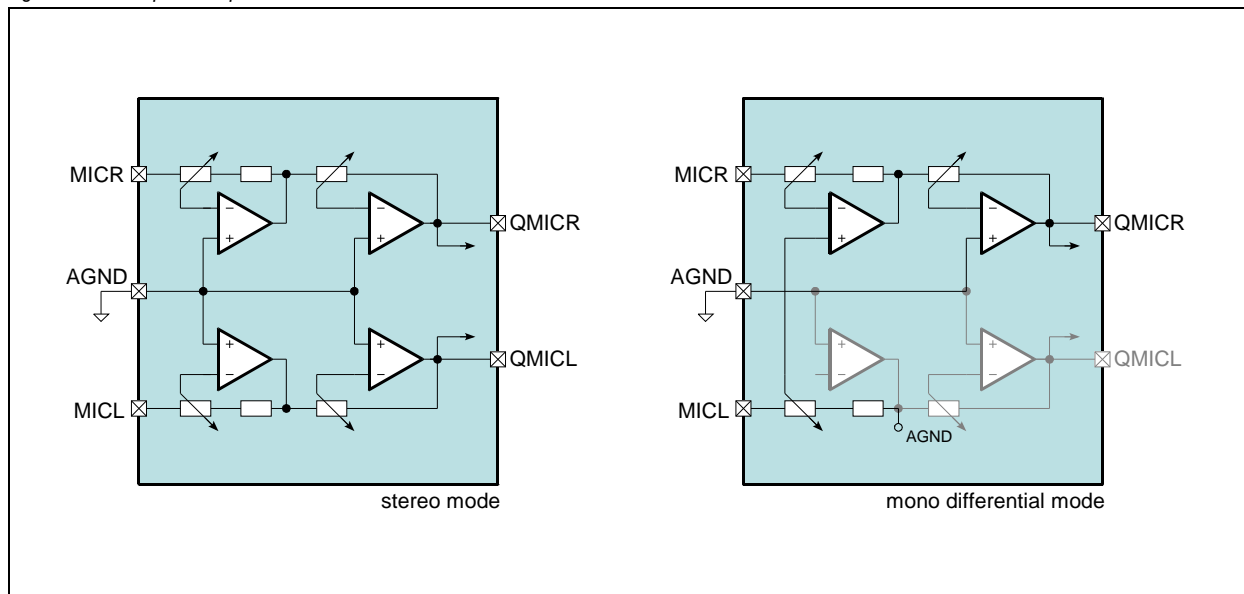 MICR
QMICR
AGND
QMICL
MICL
stereo mode
MICR
QMICR
AGND
QMICL
MICL
AGND
mono differential mode